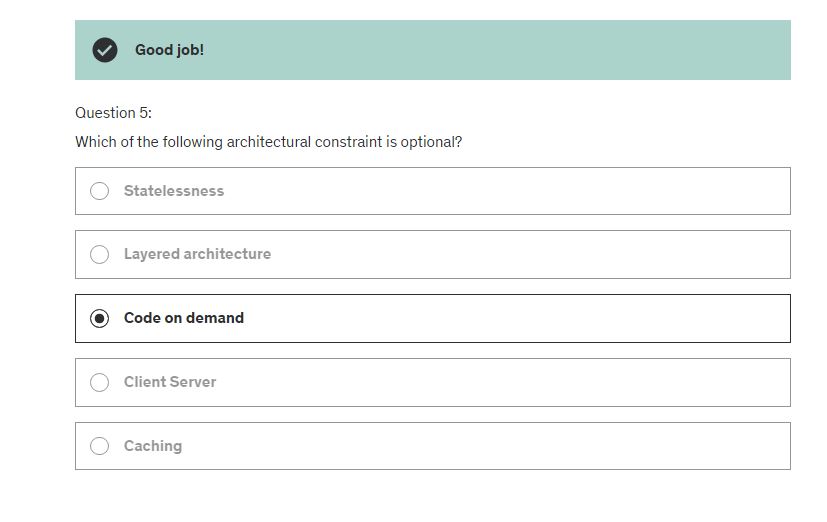 Good job!
Question 5:
Which of the following architectural constraint is optional?
Statelessness
Layered architecture
Code on demand
Client Server
Caching